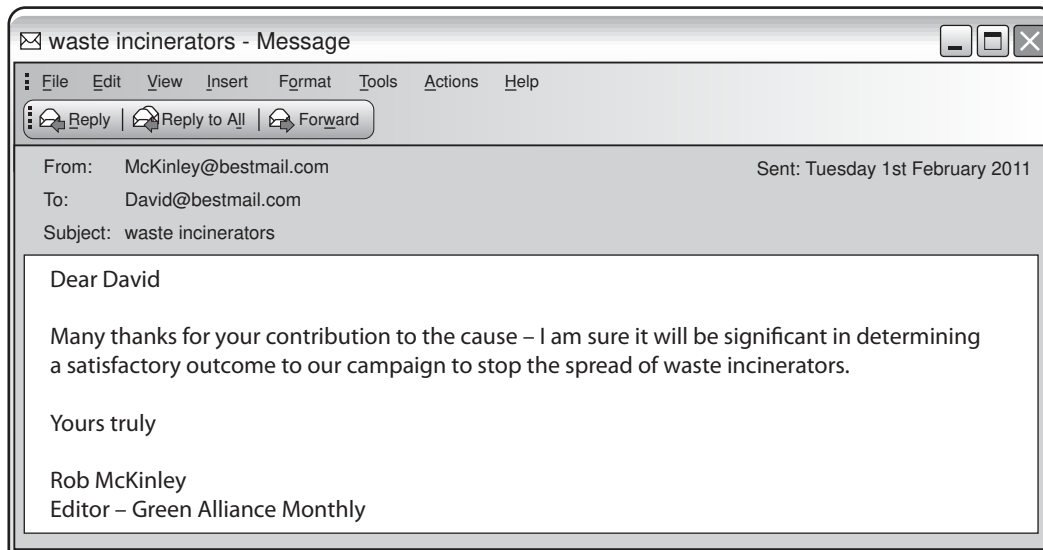 waste incinerators - Message
File Edit View Insert Format Tools Actions Help
Reply Reply to All Forward
From: McKinley@bestmail.com
Sent: Tuesday 1st February 2011
To: David@bestmail.com
Subject: waste incinerators
Dear David
Many thanks for your contribution to the cause – I am sure it will be significant in determining
a satisfactory outcome to our campaign to stop the spread of waste incinerators.
Yours truly
Rob McKinley
Editor – Green Alliance Monthly